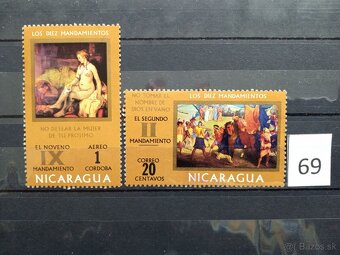 LOS DIEZ MANDAMIENTOS
NO DESEAR LA MUJER
DE TU PROJIMO
EL NOVENO
IX
MANDAMIENTO
AEREO
1
CORDOBA
NICARAGUA
LOS DIEZ MANDAMIENTOS
NO TOMAR EL
NOMBRE DE
DIOS EN VANO
EL SEGUNDO
II
MANDAMIENTO
CORREO
20
CENTAVOS
NICARAGUA
69
bazos.sk